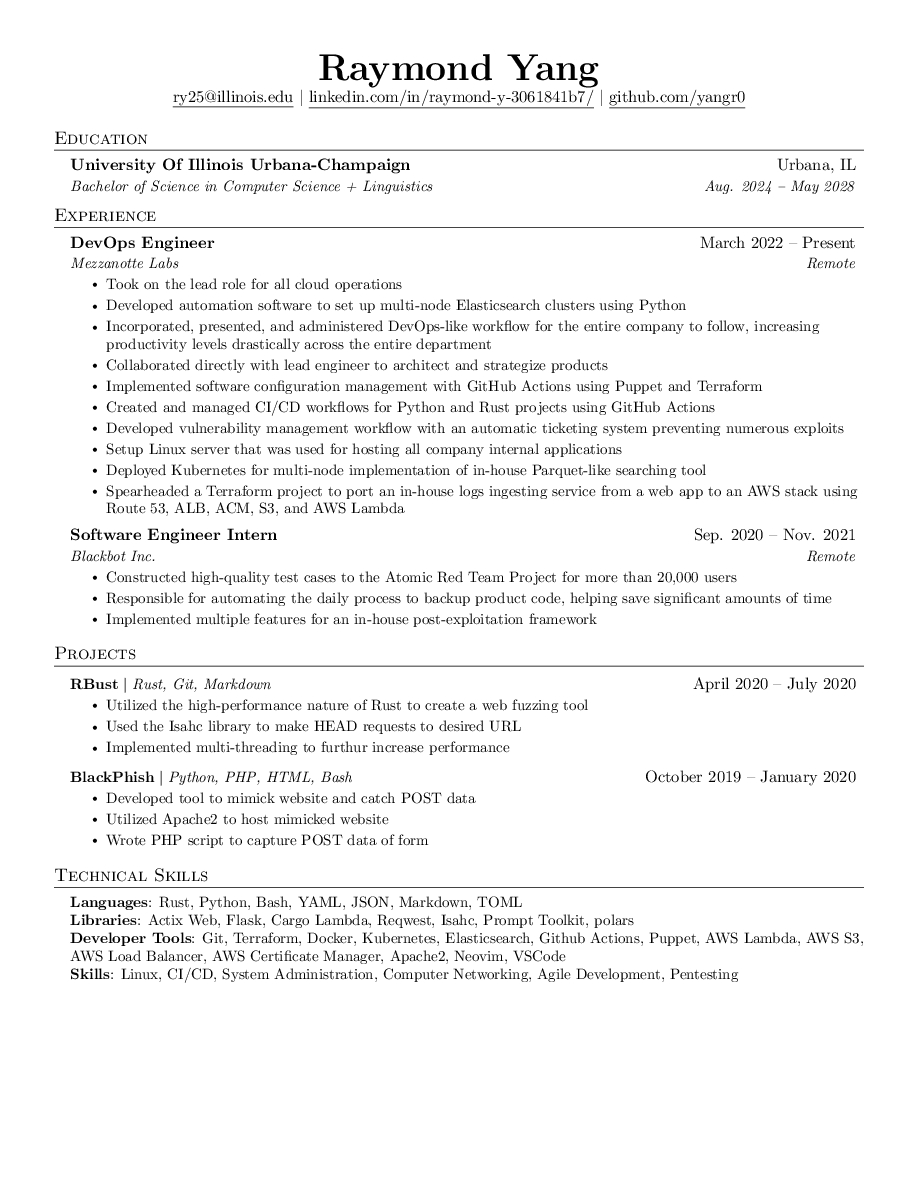 Raymond Yang
ry25@illinois.edu | linkedin.com/in/raymond-y-3061841b7/ | github.com/yangr0
Education
University Of Illinois Urbana-Champaign Urbana, IL
Bachelor of Science in Computer Science + Linguistics Aug. 2024 – May 2028
Experience
DevOps Engineer March 2022 – Present
Mezzanotte Labs Remote
• Took on the lead role for all cloud operations
• Developed automation software to set up multi-node Elasticsearch clusters using Python
• Incorporated, presented, and administered DevOps-like workflow for the entire company to follow, increasing
productivity levels drastically across the entire department
• Collaborated directly with lead engineer to architect and strategize products
• Implemented software configuration management with GitHub Actions using Puppet and Terraform
• Created and managed CI/CD workflows for Python and Rust projects using GitHub Actions
• Developed vulnerability management workflow with an automatic ticketing system preventing numerous exploits
• Setup Linux server that was used for hosting all company internal applications
• Deployed Kubernetes for multi-node implementation of in-house Parquet-like searching tool
• Spearheaded a Terraform project to port an in-house logs ingesting service from a web app to an AWS stack using
Route 53, ALB, ACM, S3, and AWS Lambda
Software Engineer Intern Sep. 2020 – Nov. 2021
Blackbot Inc. Remote
• Constructed high-quality test cases to the Atomic Red Team Project for more than 20,000 users
• Responsible for automating the daily process to backup product code, helping save significant amounts of time
• Implemented multiple features for an in-house post-exploitation framework
Projects
RBust | Rust, Git, Markdown April 2020 – July 2020
• Utilized the high-performance nature of Rust to create a web fuzzing tool
• Used the Isahc library to make HEAD requests to desired URL
• Implemented multi-threading to furthur increase performance
BlackPhish | Python, PHP, HTML, Bash October 2019 – January 2020
• Developed tool to mimick website and catch POST data
• Utilized Apache2 to host mimicked website
• Wrote PHP script to capture POST data of form
Technical Skills
Languages: Rust, Python, Bash, YAML, JSON, Markdown, TOML
Libraries: Actix Web, Flask, Cargo Lambda, Reqwest, Isahc, Prompt Toolkit, polars
Developer Tools: Git, Terraform, Docker, Kubernetes, Elasticsearch, Github Actions, Puppet, AWS Lambda, AWS S3,
AWS Load Balancer, AWS Certificate Manager, Apache2, Neovim, VSCode
Skills: Linux, CI/CD, System Administration, Computer Networking, Agile Development, Pentesting